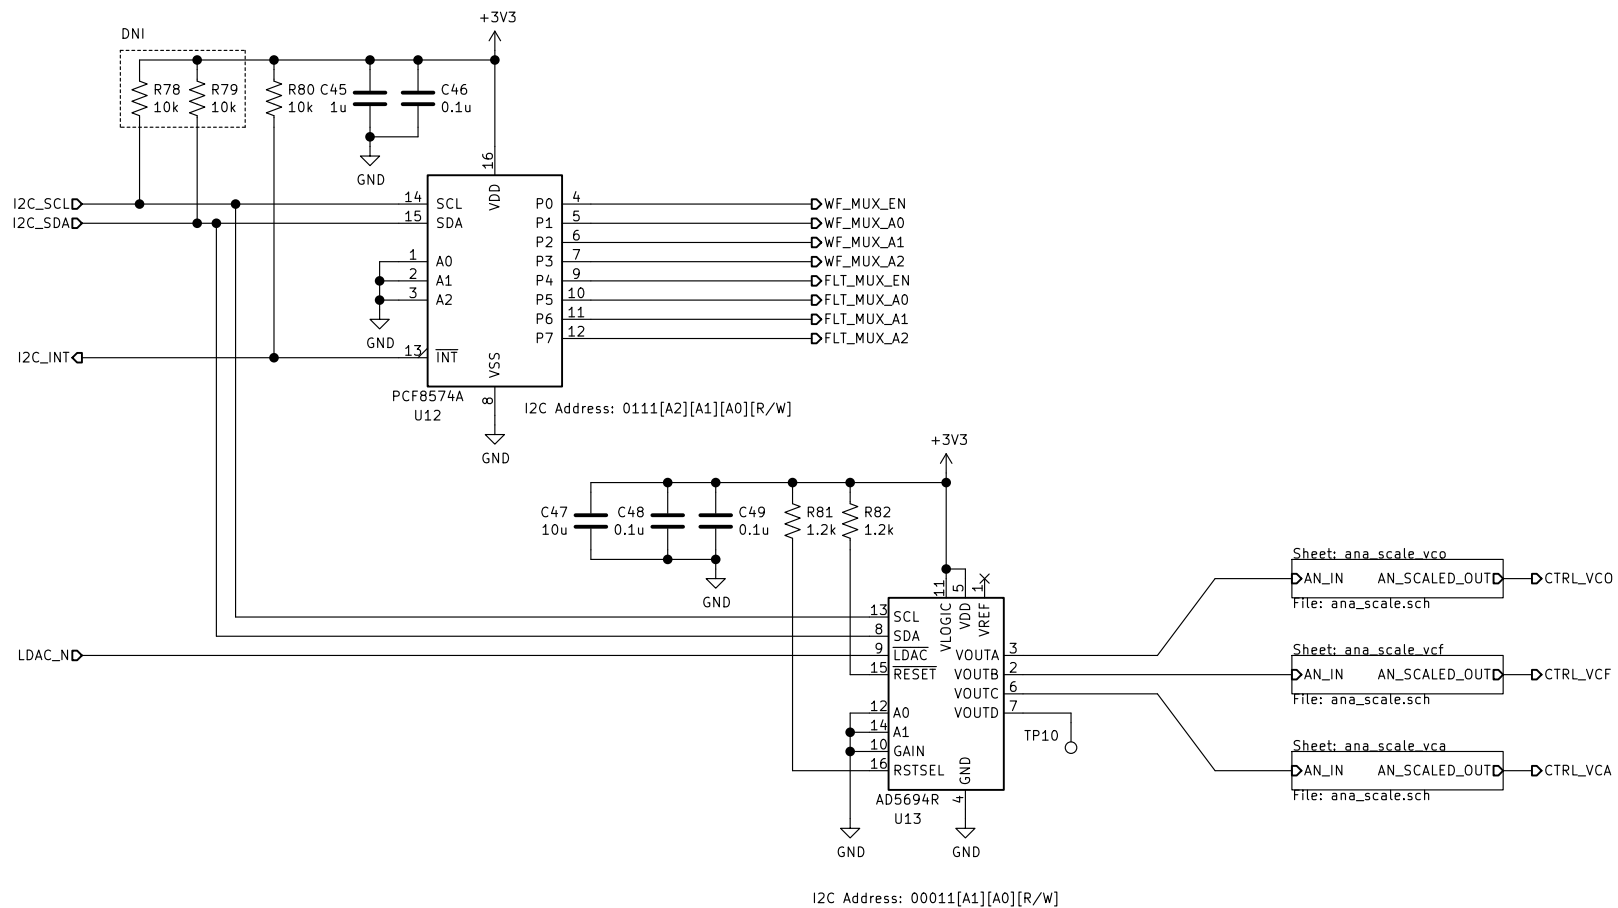 +3V3
DNI
R78
10k
R79
10k
R80
10k
C45
1u
C46
0.1u
GND
16
VDD
I2C_SCL
14
SCL
P0
4
WF_MUX_EN
I2C_SDA
15
SDA
P1
5
WF_MUX_A0
P2
6
WF_MUX_A1
1
A0
P3
7
WF_MUX_A2
2
A1
P4
9
FLT_MUX_EN
3
A2
P5
10
FLT_MUX_A0
P6
11
FLT_MUX_A1
P7
12
FLT_MUX_A2
GND
I2C_INT
13
INT
VSS
8
PCF8574A
U12
I2C Address: 0111[A2][A1][A0][R/W]
GND
+3V3
C47
10u
C48
0.1u
C49
0.1u
R81
1.2k
R82
1.2k
GND
11
5
1
VLOGIC
VDD
VREF
13
SCL
8
SDA
LDAC_N
9
LDAC
15
RESET
12
A0
14
A1
10
GAIN
16
RSTSEL
VOUTA
3
VOUTB
2
VOUTC
6
VOUTD
7
TP10
GND
4
AD5694R
U13
GND
GND
I2C Address: 00011[A1][A0][R/W]
Sheet: ana_scale_vco
AN_IN
AN_SCALED_OUT
CTRL_VCO
File: ana_scale.sch
Sheet: ana_scale_vcf
AN_IN
AN_SCALED_OUT
CTRL_VCF
File: ana_scale.sch
Sheet: ana_scale_vca
AN_IN
AN_SCALED_OUT
CTRL_VCA
File: ana_scale.sch